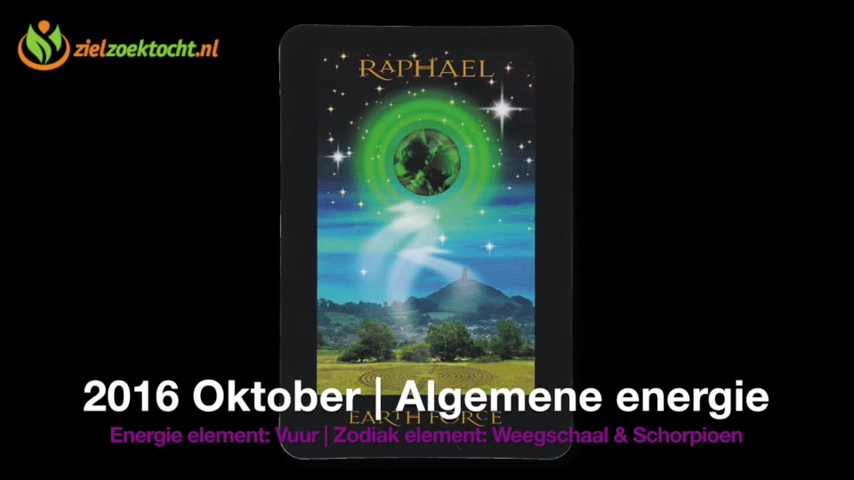 zielzoektocht.nl
RAPHAEL
2016 Oktober | Algemene energie
EARTH FORCE
Energie element: Vuur | Zodiak element: Weegschaal & Schorpioen